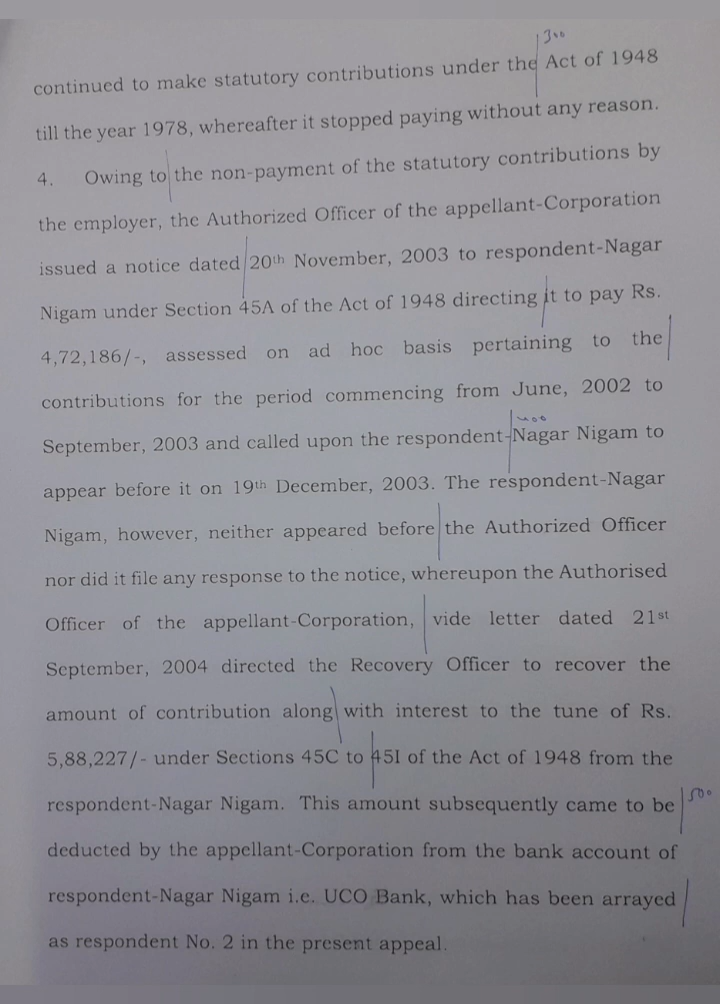 300
continued to make statutory contributions under the Act of 1948
till the year 1978, whereafter it stopped paying without any reason.
4. Owing to the non-payment of the statutory contributions by
the employer, the Authorized Officer of the appellant-Corporation
issued a notice dated 20th November, 2003 to respondent-Nagar
Nigam under Section 45A of the Act of 1948 directing it to pay Rs.
4,72,186/-, assessed on ad hoc basis pertaining to the
contributions for the period commencing from June, 2002 to
400
September, 2003 and called upon the respondent-Nagar Nigam to
appear before it on 19th December, 2003. The respondent-Nagar
Nigam, however, neither appeared before the Authorized Officer
nor did it file any response to the notice, whereupon the Authorised
Officer of the appellant-Corporation, vide letter dated 21st
September, 2004 directed the Recovery Officer to recover the
amount of contribution along with interest to the tune of Rs.
5,88,227/- under Sections 45C to 45I of the Act of 1948 from the
respondent-Nagar Nigam. This amount subsequently came to be 500
deducted by the appellant-Corporation from the bank account of
respondent-Nagar Nigam i.e. UCO Bank, which has been arrayed
as respondent No. 2 in the present appeal.